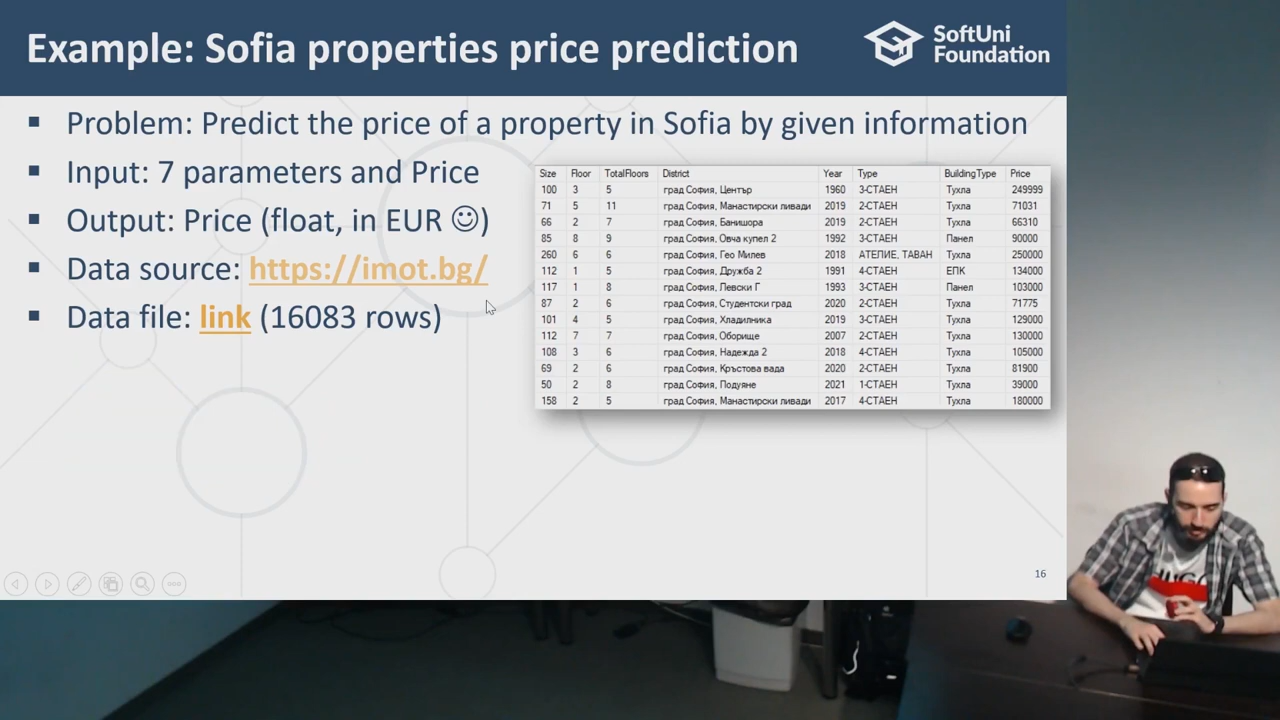 Example: Sofia properties price prediction
SoftUni
Foundation
▪ Problem: Predict the price of a property in Sofia by given information
▪ Input: 7 parameters and Price
▪ Output: Price (float, in EUR ☺)
▪ Data source: https://imot.bg/
▪ Data file: link (16083 rows)
Size Floor TotalFloors District Year Type BuildingType Price
100 3 5 град София, Център 1960 3-СТАЕН Тухла 249999
71 5 11 град София, Манастирски ливади 2019 2-СТАЕН Тухла 71031
66 2 7 град София, Банишора 2019 2-СТАЕН Тухла 66310
85 8 9 град София, Овча купел 2 1992 3-СТАЕН Панел 90000
260 6 6 град София, Гео Милев 2018 АТЕЛИЕ, ТАВАН Тухла 250000
112 1 5 град София, Дружба 2 1991 4-СТАЕН ЕПК 134000
117 1 8 град София, Левски Г 1993 3-СТАЕН Панел 103000
87 2 6 град София, Студентски град 2020 2-СТАЕН Тухла 71775
101 4 5 град София, Хладилника 2019 3-СТАЕН Тухла 129000
112 7 7 град София, Оборище 2007 2-СТАЕН Тухла 130000
108 3 6 град София, Надежда 2 2018 4-СТАЕН Тухла 105000
69 2 6 град София, Кръстова вада 2020 2-СТАЕН Тухла 81900
50 2 8 град София, Подуяне 2021 1-СТАЕН Тухла 39000
158 2 5 град София, Манастирски ливади 2017 4-СТАЕН Тухла 180000
16